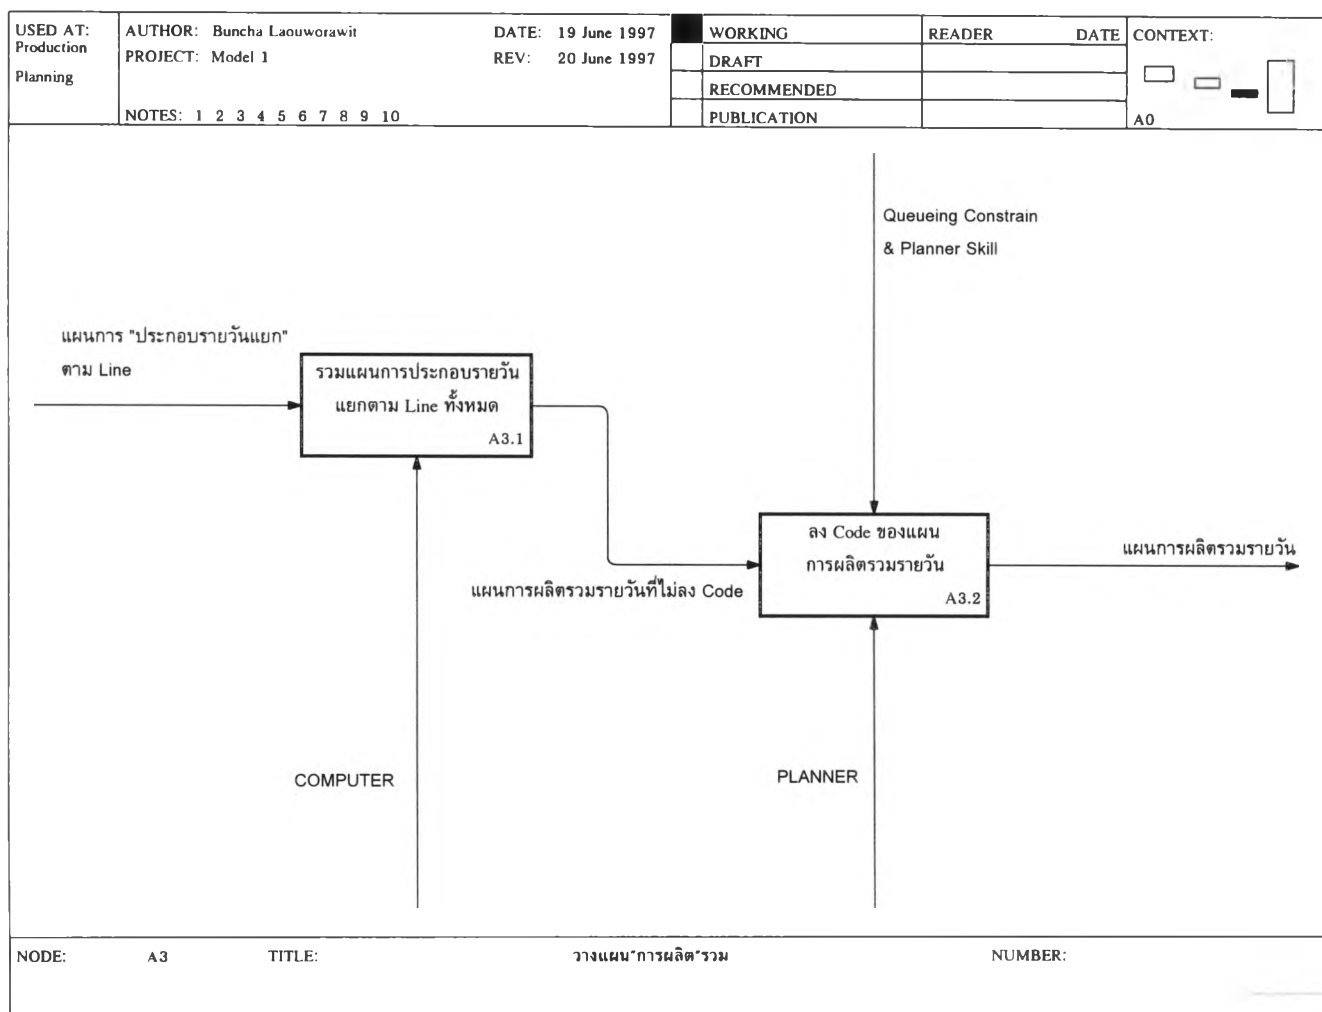 USED AT:
Production
Planning
AUTHOR: Buncha Laouworawit
PROJECT: Model 1
DATE: 19 June 1997
REV: 20 June 1997
NOTES: 1 2 3 4 5 6 7 8 9 10
WORKING
DRAFT
RECOMMENDED
PUBLICATION
READER DATE
CONTEXT:
A0
Queueing Constrain
& Planner Skill
แผนการ "ประกอบรายวันแยก"
ตาม Line
รวมแผนการประกอบรายวัน
แยกตาม Line ทั้งหมด
A3.1
ลง Code ของแผน
การผลิตรวมรายวัน
A3.2
แผนการผลิตรวมรายวัน
แผนการผลิตรวมรายวันที่ไม่ลง Code
COMPUTER
PLANNER
NODE: A3 TITLE: วางแผน"การผลิต"รวม NUMBER: